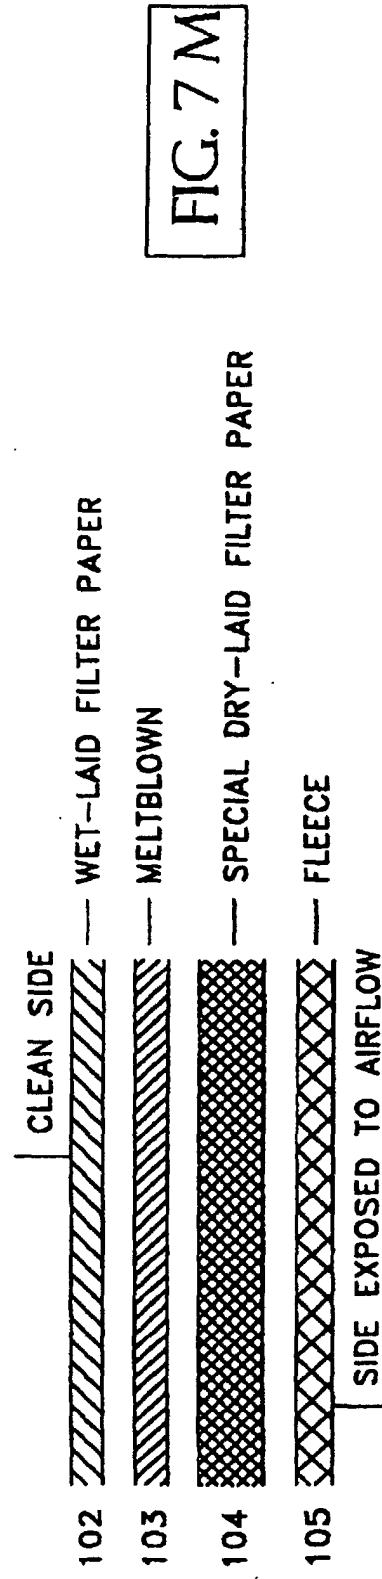 CLEAN SIDE
102 — WET-LAID FILTER PAPER
103 — MELTBLOWN
104 — SPECIAL DRY-LAID FILTER PAPER
105 — FLEECE
SIDE EXPOSED TO AIRFLOW
FIG. 7 M